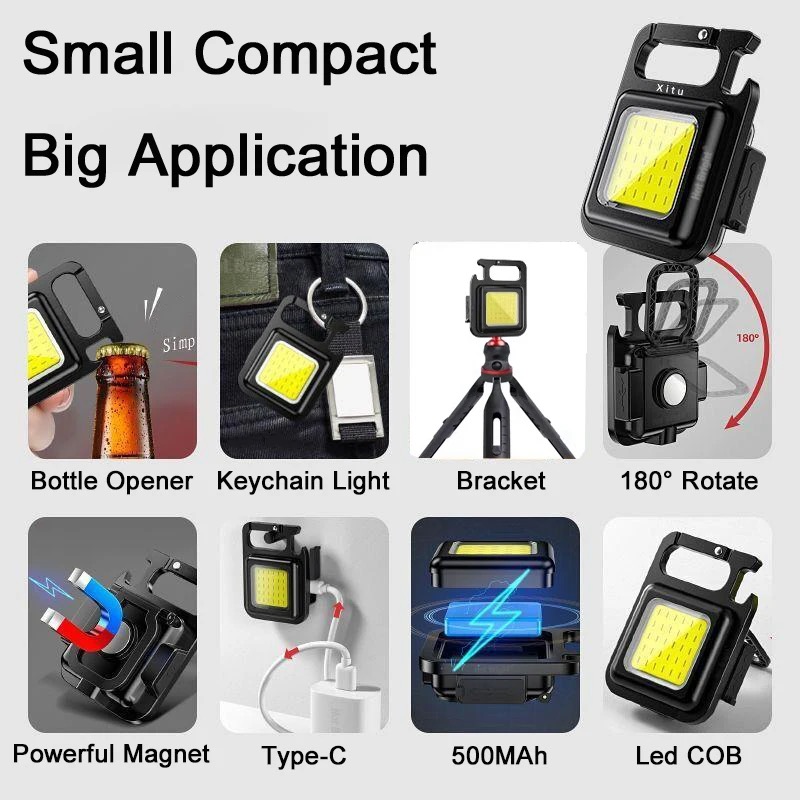 Small Compact
Xitu
Big Application
Simp
180°
Bottle Opener
Keychain Light
Bracket
180° Rotate
Powerful Magnet
Type-C
500MAh
Led COB